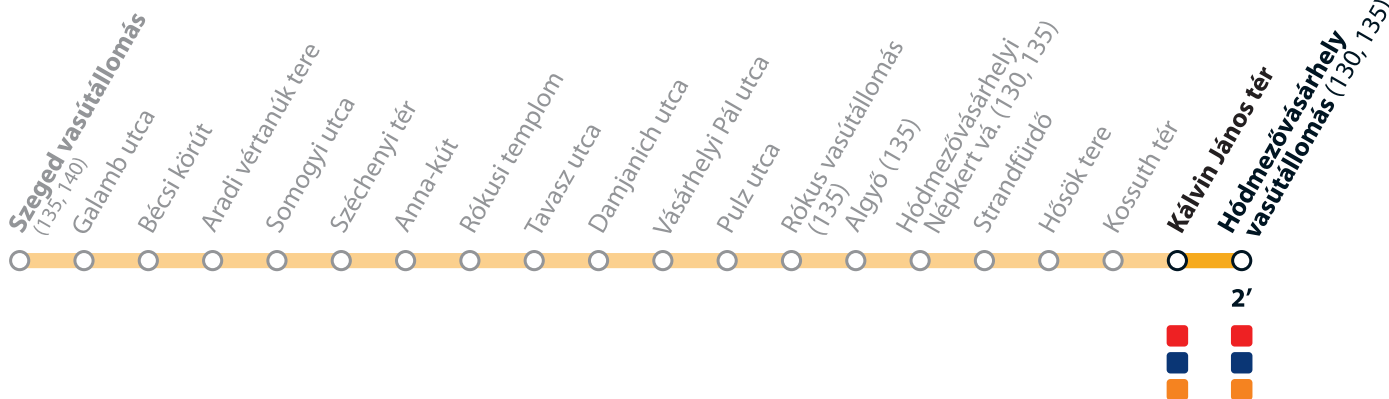 Szeged vasútállomás
(135, 140)
Galamb utca
Bécsi körút
Aradi vértanúk tere
Somogyi utca
Széchenyi tér
Anna-kút
Rókusi templom
Tavasz utca
Damjanich utca
Vásárhelyi Pál utca
Pulz utca
Rókus vasútállomás
(135)
Algyő (135)
Hódmezővásárhelyi
Népkert vá. (130, 135)
Strandfürdő
Hősök tere
Kossuth tér
Kálvin János tér
Hódmezővásárhely
vasútállomás (130, 135)
2’